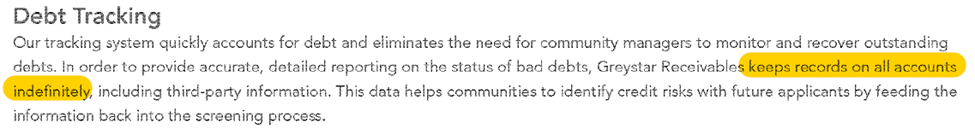 Debt Tracking
Our tracking system quickly accounts for debt and eliminates the need for community managers to monitor and recover outstanding
debts. In order to provide accurate, detailed reporting on the status of bad debts, Greystar Receivables keeps records on all accounts
indefinitely, including third-party information. This data helps communities to identify credit risks with future applicants by feeding the
information back into the screening process.